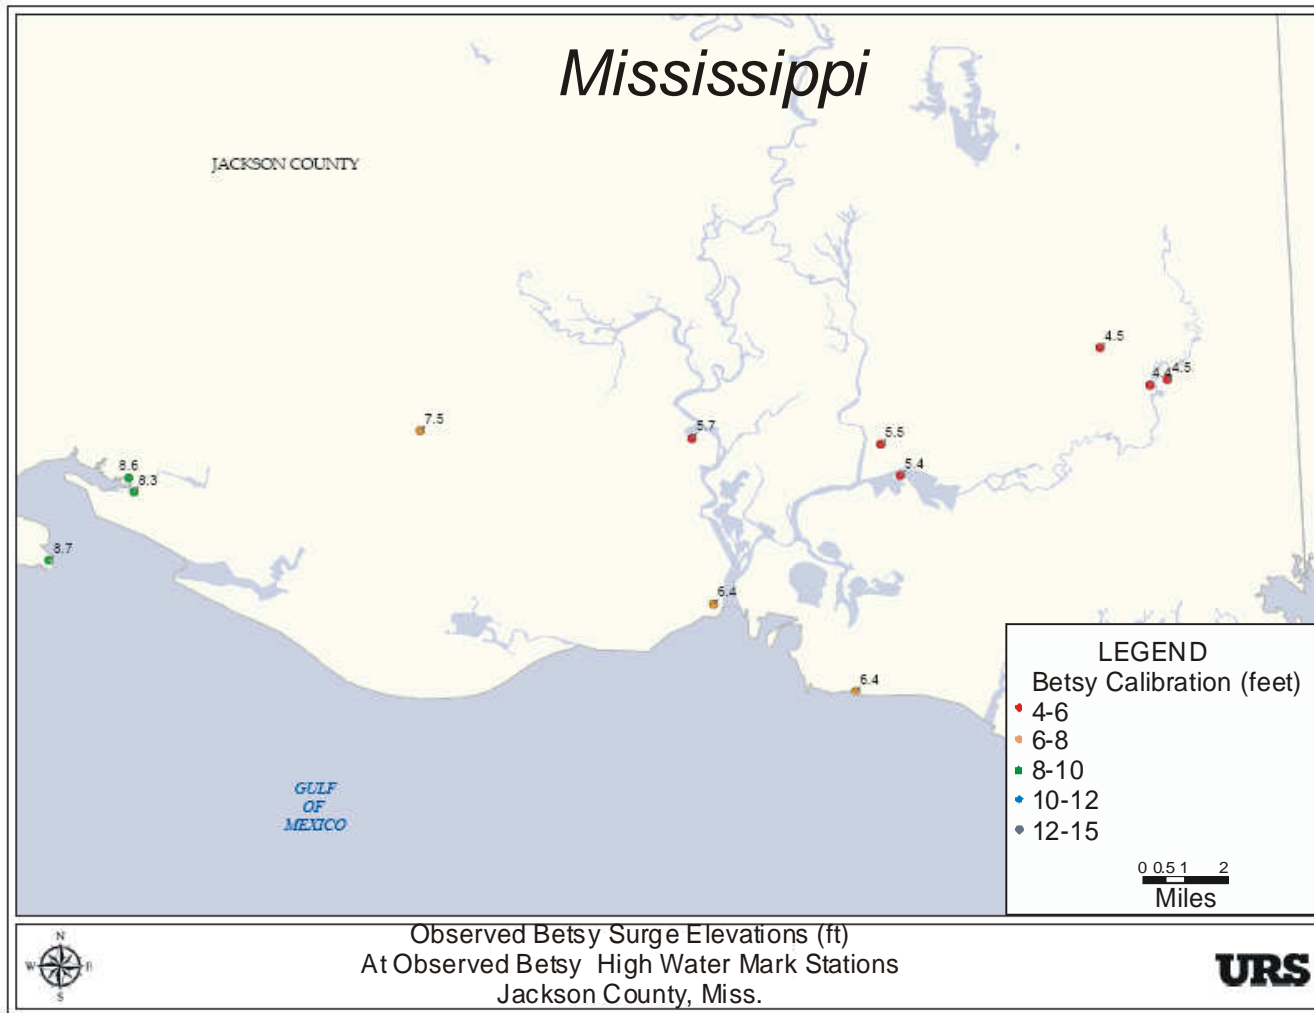 Mississippi
JACKSON COUNTY
4.5
4.4
4.5
7.5
5.7
5.5
5.4
8.6
8.3
8.7
6.4
6.4
GULF
OF
MEXICO
LEGEND
Betsy Calibration (feet)
4-6
6-8
8-10
10-12
12-15
0 0.5 1 2
Miles
N
W E
S
Observed Betsy Surge Elevations (ft)
At Observed Betsy High Water Mark Stations
Jackson County, Miss.
URS